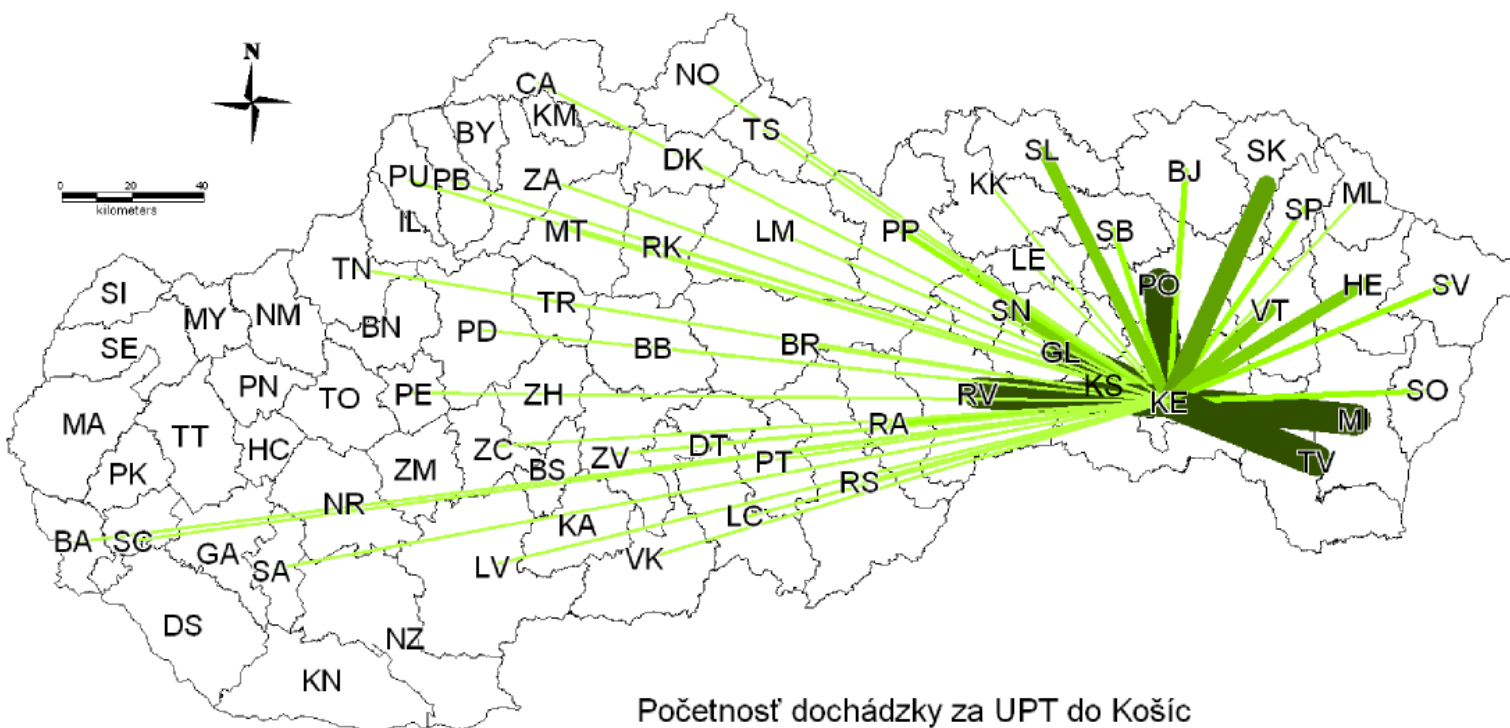 N
NO
CA
KM
BY
TS
DK
SL
SK
BJ
PU
PB
ZA
KK
ML
SP
0 20 40
kilometers
IL
MT
RK
LM
PP
SB
LE
TN
SI
MY
NM
TR
PO
HE
SV
SN
VT
BN
PD
SE
BB
BR
GL
PN
TO
PE
ZH
RV
KS
KE
SO
MA
TT
HC
RA
MI
PK
ZM
ZC
BS
ZV
DT
PT
TV
NR
RS
BA
SC
GA
KA
LC
SA
LV
VK
DS
NZ
KN
Početnosť dochádzky za UPT do Košíc